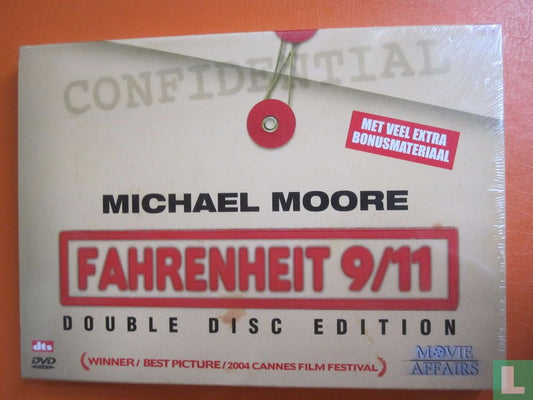 CONFIDENTIAL
MET VEEL EXTRA
BONUSMATERIAAL
MICHAEL MOORE
FAHRENHEIT 9/11
DOUBLE DISC EDITION
dts
DVD
(WINNER / BEST PICTURE / 2004 CANNES FILM FESTIVAL)
MOVIE
AFFAIRS
L